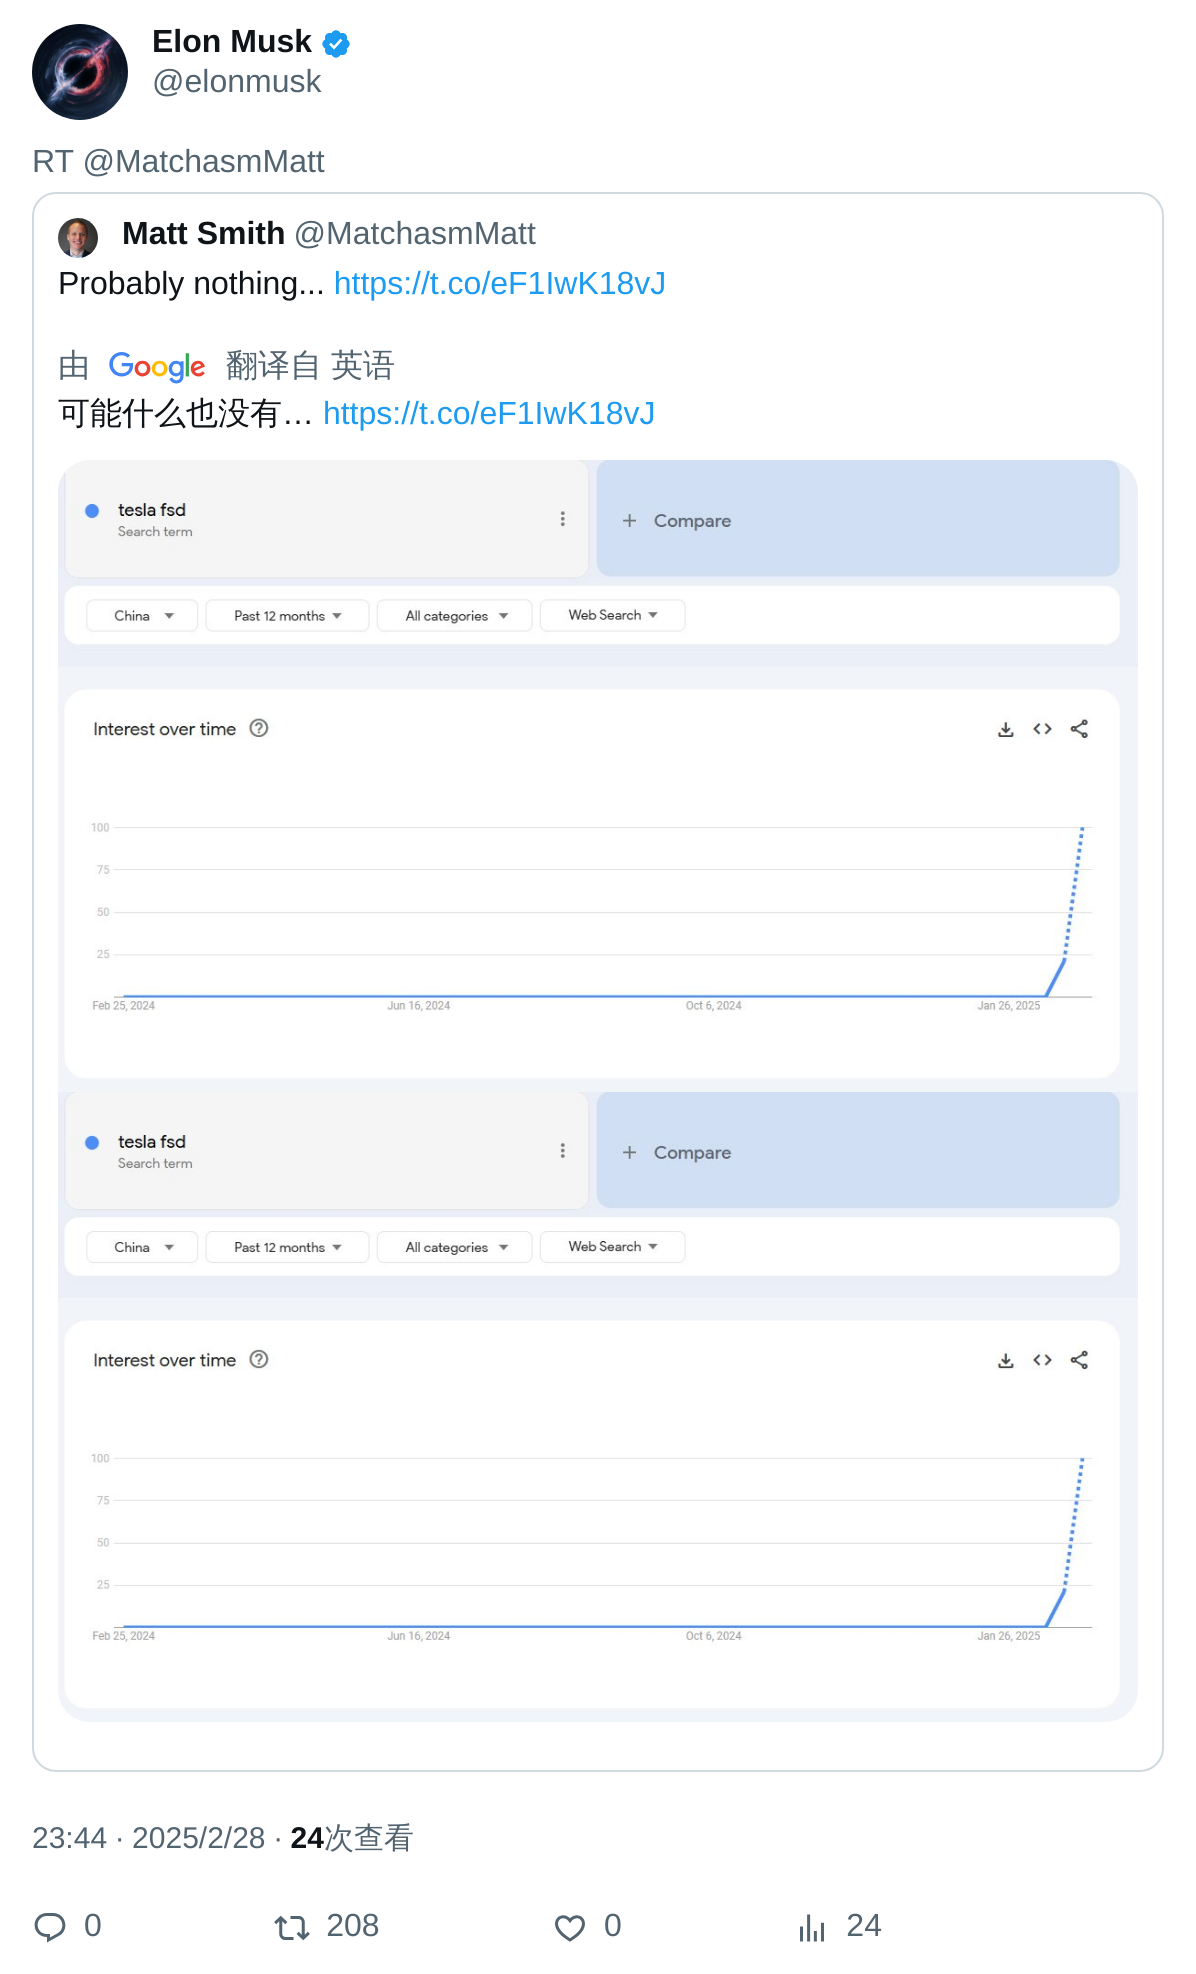 Elon Musk
@elonmusk
RT @MatchasmMatt
Matt Smith @MatchasmMatt
Probably nothing... https://t.co/eF1IwK18vJ
由 Google 翻译自 英语
可能什么也没有… https://t.co/eF1IwK18vJ
tesla fsd
Search term
+ Compare
China
Past 12 months
All categories
Web Search
Interest over time
100
75
50
25
Feb 25, 2024
Jun 16, 2024
Oct 6, 2024
Jan 26, 2025
tesla fsd
Search term
+ Compare
China
Past 12 months
All categories
Web Search
Interest over time
100
75
50
25
Feb 25, 2024
Jun 16, 2024
Oct 6, 2024
Jan 26, 2025
23:44 · 2025/2/28 · 24次查看
0 208 0 24